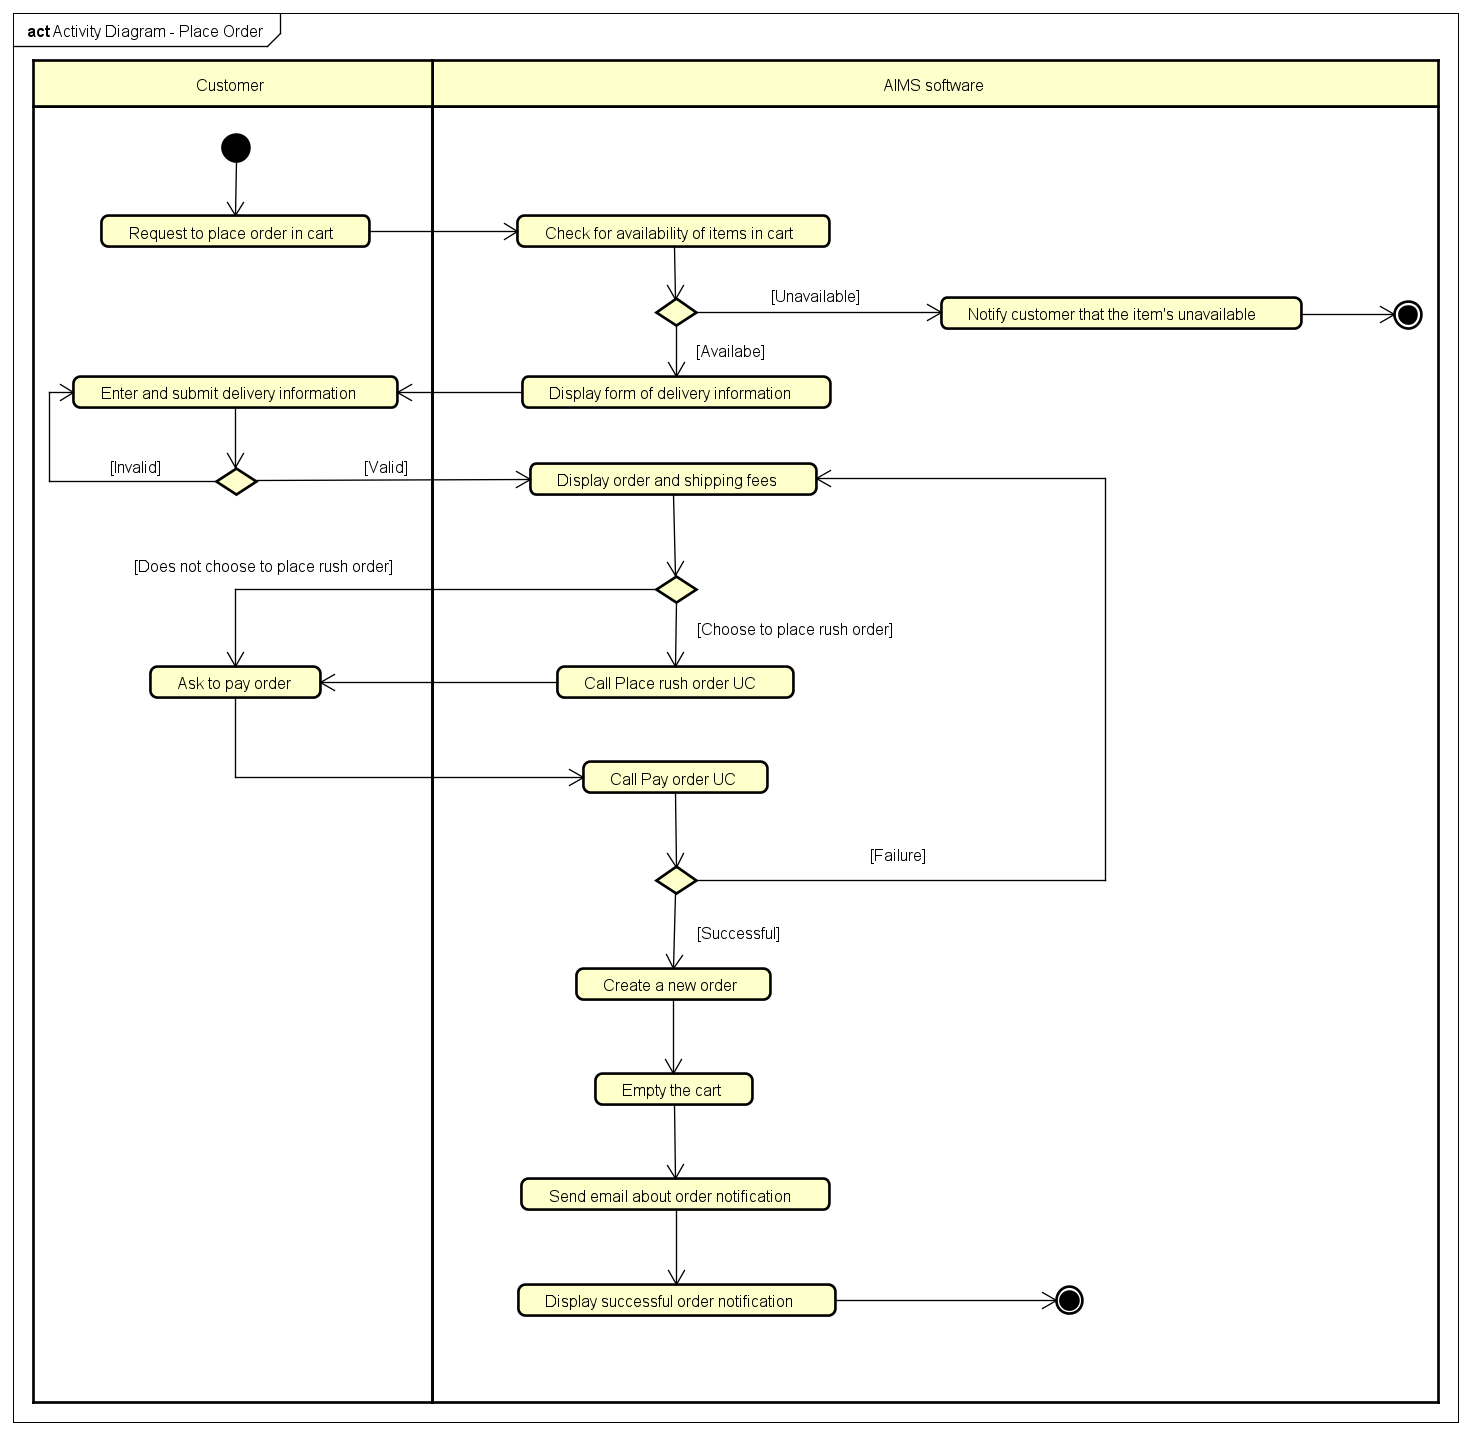 act Activity Diagram - Place Order
Customer
AIMS software
Request to place order in cart
Check for availability of items in cart
[Unavailable]
Notify customer that the item's unavailable
[Availabe]
Enter and submit delivery information
Display form of delivery information
[Invalid]
[Valid]
Display order and shipping fees
[Does not choose to place rush order]
[Choose to place rush order]
Ask to pay order
Call Place rush order UC
Call Pay order UC
[Failure]
[Successful]
Create a new order
Empty the cart
Send email about order notification
Display successful order notification